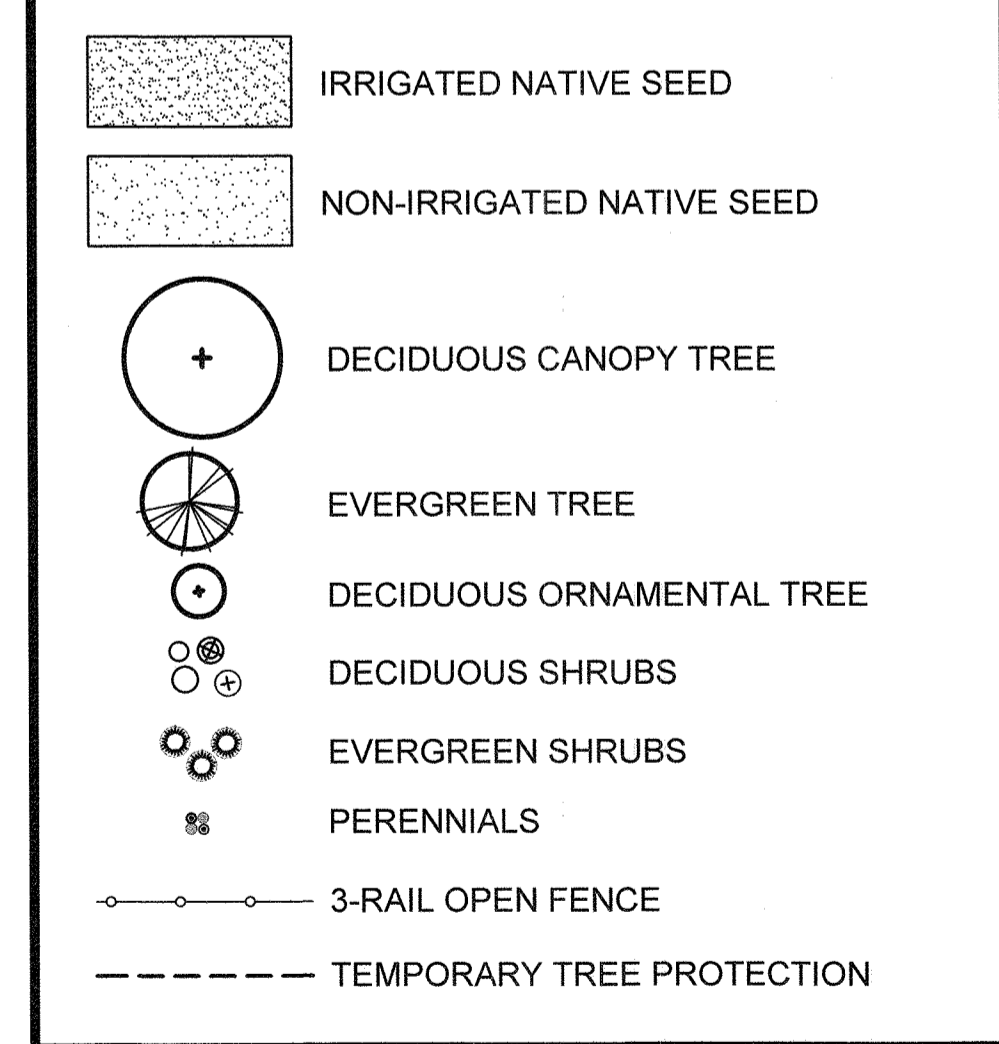 IRRIGATED NATIVE SEED
NON-IRRIGATED NATIVE SEED
DECIDUOUS CANOPY TREE
EVERGREEN TREE
DECIDUOUS ORNAMENTAL TREE
DECIDUOUS SHRUBS
EVERGREEN SHRUBS
PERENNIALS
3-RAIL OPEN FENCE
TEMPORARY TREE PROTECTION